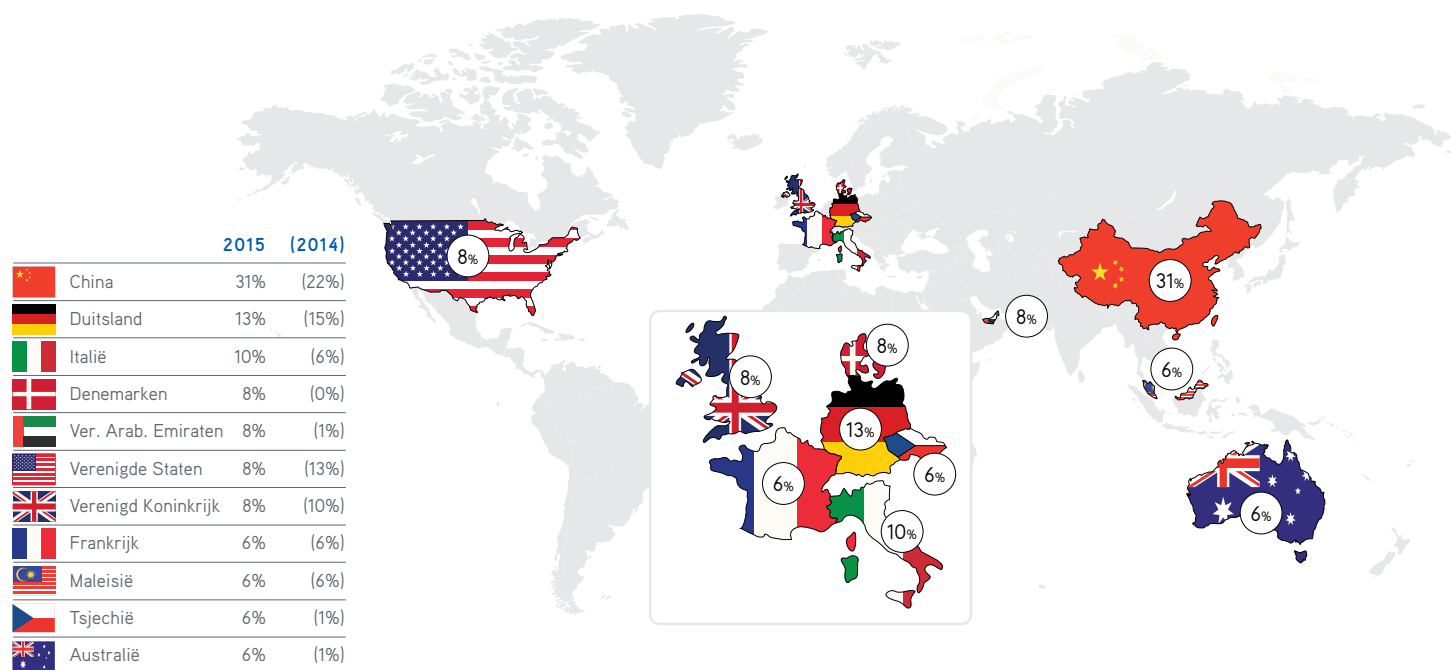 2015 (2014)
China 31% (22%)
Duitsland 13% (15%)
Italië 10% (6%)
Denemarken 8% (0%)
Ver. Arab. Emiraten 8% (1%)
Verenigde Staten 8% (13%)
Verenigd Koninkrijk 8% (10%)
Frankrijk 6% (6%)
Maleisië 6% (6%)
Tsjechië 6% (1%)
Australië 6% (1%)
8%
31%
8%
6%
6%
8%
8%
13%
6%
6%
10%